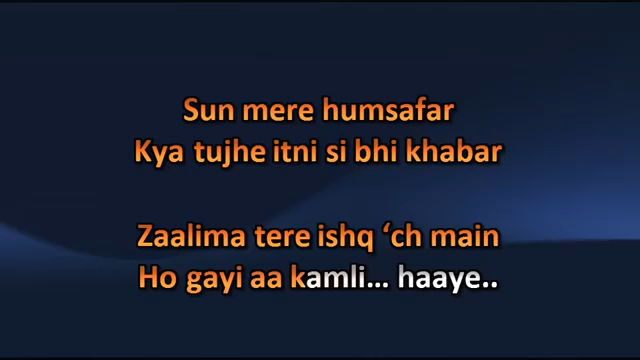 Sun mere humsafar
Kya tujhe itni si bhi khabar
Zaalima tere ishq ‘ch main
Ho gayi aa kamli... haaye..